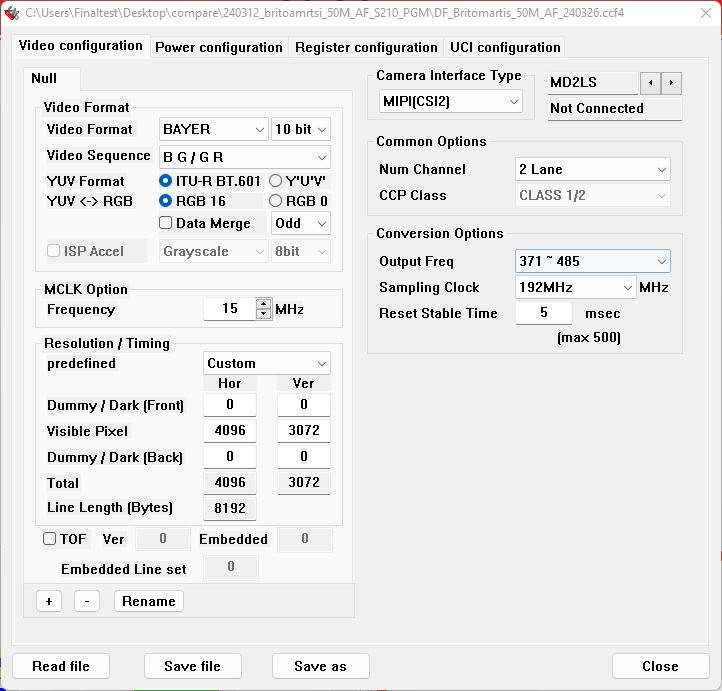 C:\Users\Finaltest\Desktop\compare\240312_britoamrtsi_50M_AF_S210_PGM\DF_Britomartis_50M_AF_240326.ccf4
Video configuration Power configuration Register configuration UCI configuration
Null
Video Format
Video Format BAYER 10 bit
Video Sequence B G / G R
YUV Format ITU-R BT.601 Y'U'V'
YUV <-> RGB RGB 16 RGB 0
Data Merge Odd
ISP Accel Grayscale 8bit
MCLK Option
Frequency 15 MHz
Resolution / Timing
predefined Custom
Hor Ver
Dummy / Dark (Front) 0 0
Visible Pixel 4096 3072
Dummy / Dark (Back) 0 0
Total 4096 3072
Line Length (Bytes) 8192
TOF Ver 0 Embedded 0
Embedded Line set 0
+ - Rename
Camera Interface Type
MIPI(CSI2)
MD2LS
Not Connected
Common Options
Num Channel 2 Lane
CCP Class CLASS 1/2
Conversion Options
Output Freq 371 ~ 485
Sampling Clock 192MHz MHz
Reset Stable Time 5 msec
(max 500)
Read file Save file Save as Close